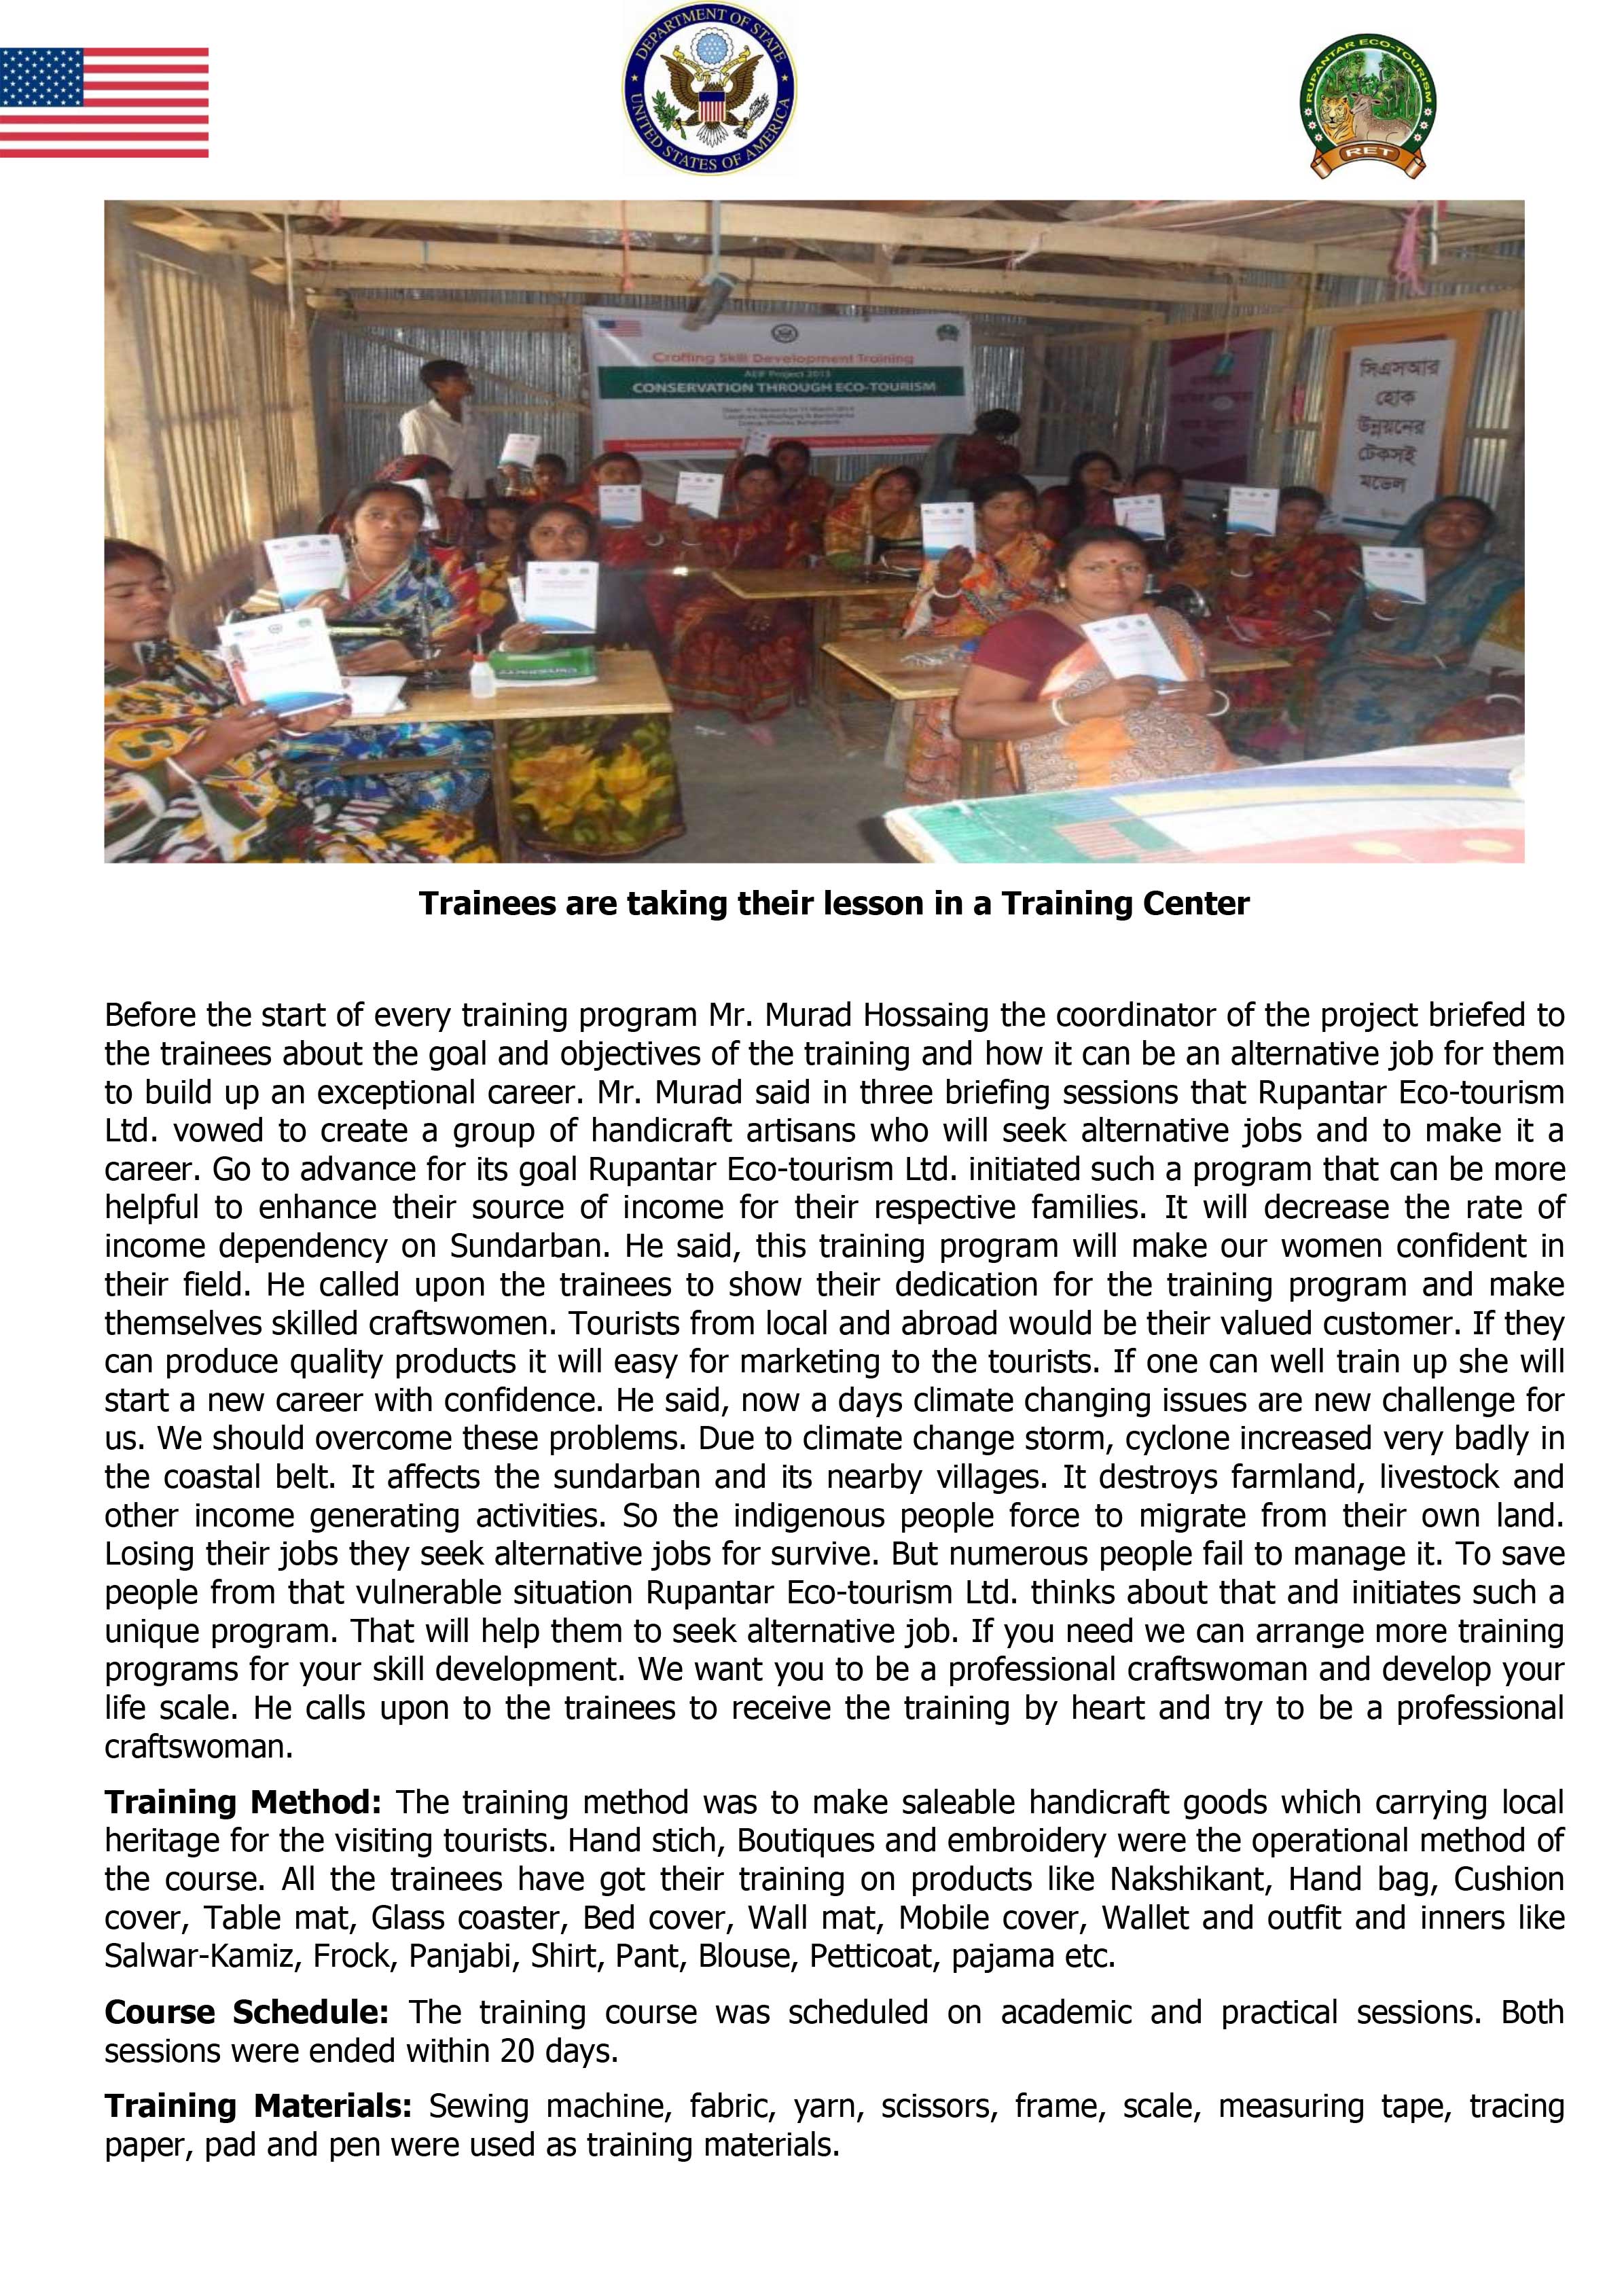 DEPARTMENT OF STATE
UNITED STATES OF AMERICA
RUPANTAR ECO-TOURISM
RET
Crafting Skill Development Training
AEIF Project 2013
CONSERVATION THROUGH ECO-TOURISM
সিএসআর
হোক
উন্নয়নের
টেকসই
মডেল
Trainees are taking their lesson in a Training Center
Before the start of every training program Mr. Murad Hossaing the coordinator of the project briefed to
the trainees about the goal and objectives of the training and how it can be an alternative job for them
to build up an exceptional career. Mr. Murad said in three briefing sessions that Rupantar Eco-tourism
Ltd. vowed to create a group of handicraft artisans who will seek alternative jobs and to make it a
career. Go to advance for its goal Rupantar Eco-tourism Ltd. initiated such a program that can be more
helpful to enhance their source of income for their respective families. It will decrease the rate of
income dependency on Sundarban. He said, this training program will make our women confident in
their field. He called upon the trainees to show their dedication for the training program and make
themselves skilled craftswomen. Tourists from local and abroad would be their valued customer. If they
can produce quality products it will easy for marketing to the tourists. If one can well train up she will
start a new career with confidence. He said, now a days climate changing issues are new challenge for
us. We should overcome these problems. Due to climate change storm, cyclone increased very badly in
the coastal belt. It affects the sundarban and its nearby villages. It destroys farmland, livestock and
other income generating activities. So the indigenous people force to migrate from their own land.
Losing their jobs they seek alternative jobs for survive. But numerous people fail to manage it. To save
people from that vulnerable situation Rupantar Eco-tourism Ltd. thinks about that and initiates such a
unique program. That will help them to seek alternative job. If you need we can arrange more training
programs for your skill development. We want you to be a professional craftswoman and develop your
life scale. He calls upon to the trainees to receive the training by heart and try to be a professional
craftswoman.
Training Method: The training method was to make saleable handicraft goods which carrying local
heritage for the visiting tourists. Hand stich, Boutiques and embroidery were the operational method of
the course. All the trainees have got their training on products like Nakshikant, Hand bag, Cushion
cover, Table mat, Glass coaster, Bed cover, Wall mat, Mobile cover, Wallet and outfit and inners like
Salwar-Kamiz, Frock, Panjabi, Shirt, Pant, Blouse, Petticoat, pajama etc.
Course Schedule: The training course was scheduled on academic and practical sessions. Both
sessions were ended within 20 days.
Training Materials: Sewing machine, fabric, yarn, scissors, frame, scale, measuring tape, tracing
paper, pad and pen were used as training materials.